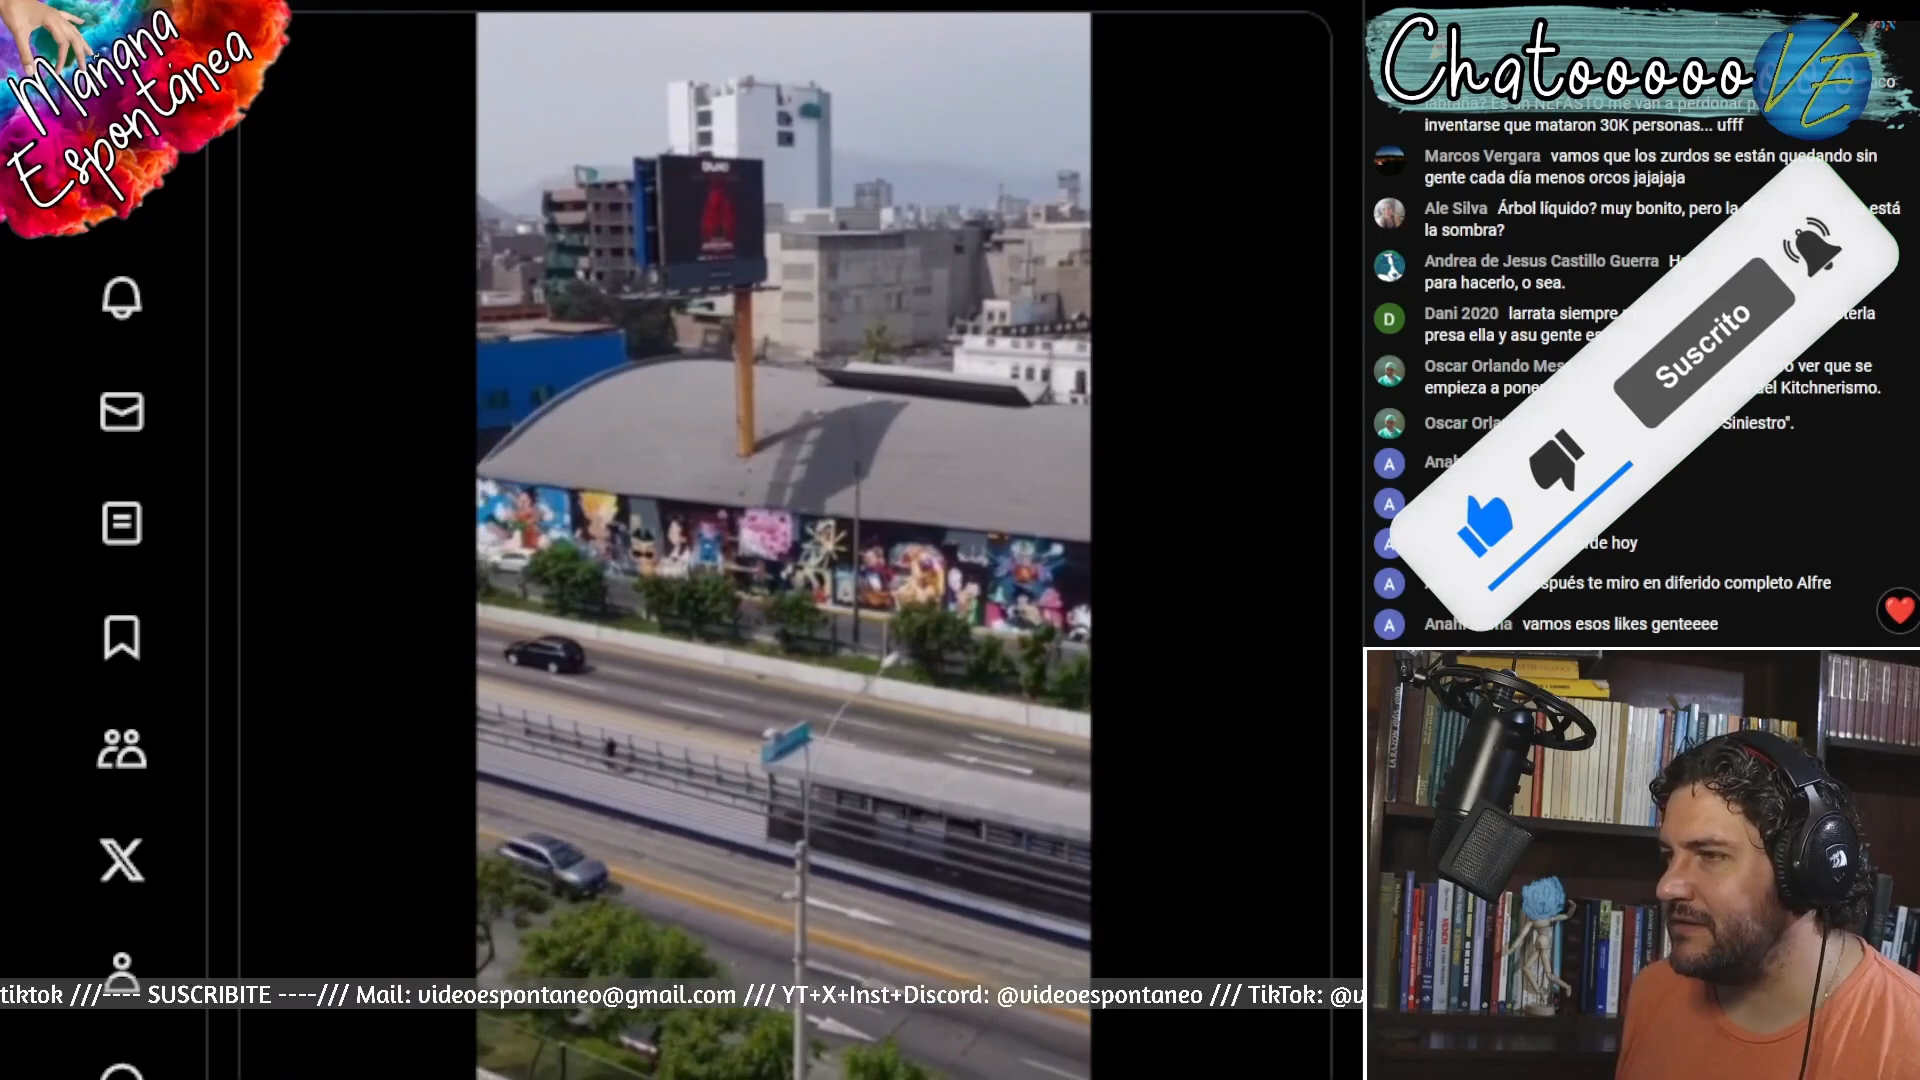 Mañana
Espontánea
Chatooooo VE
inventarse que mataron 30K personas... ufff
Marcos Vergara vamos que los zurdos se están quedando sin
gente cada día menos orcos jajajaja
Ale Silva Árbol líquido? muy bonito, pero la está
la sombra?
Andrea de Jesus Castillo Guerra
para hacerlo, o sea.
Dani 2020 larrata siempre
presa ella y asu gente
Oscar Orlando ver que se
empieza a del Kitchnerismo.
Oscar Siniestro".
Suscrito
hoy
te miro en diferido completo Alfre
vamos esos likes genteeee
tiktok ///---- SUSCRIBITE ----/// Mail: videoespontaneo@gmail.com /// YT+X+Inst+Discord: @videoespontaneo /// TikTok: